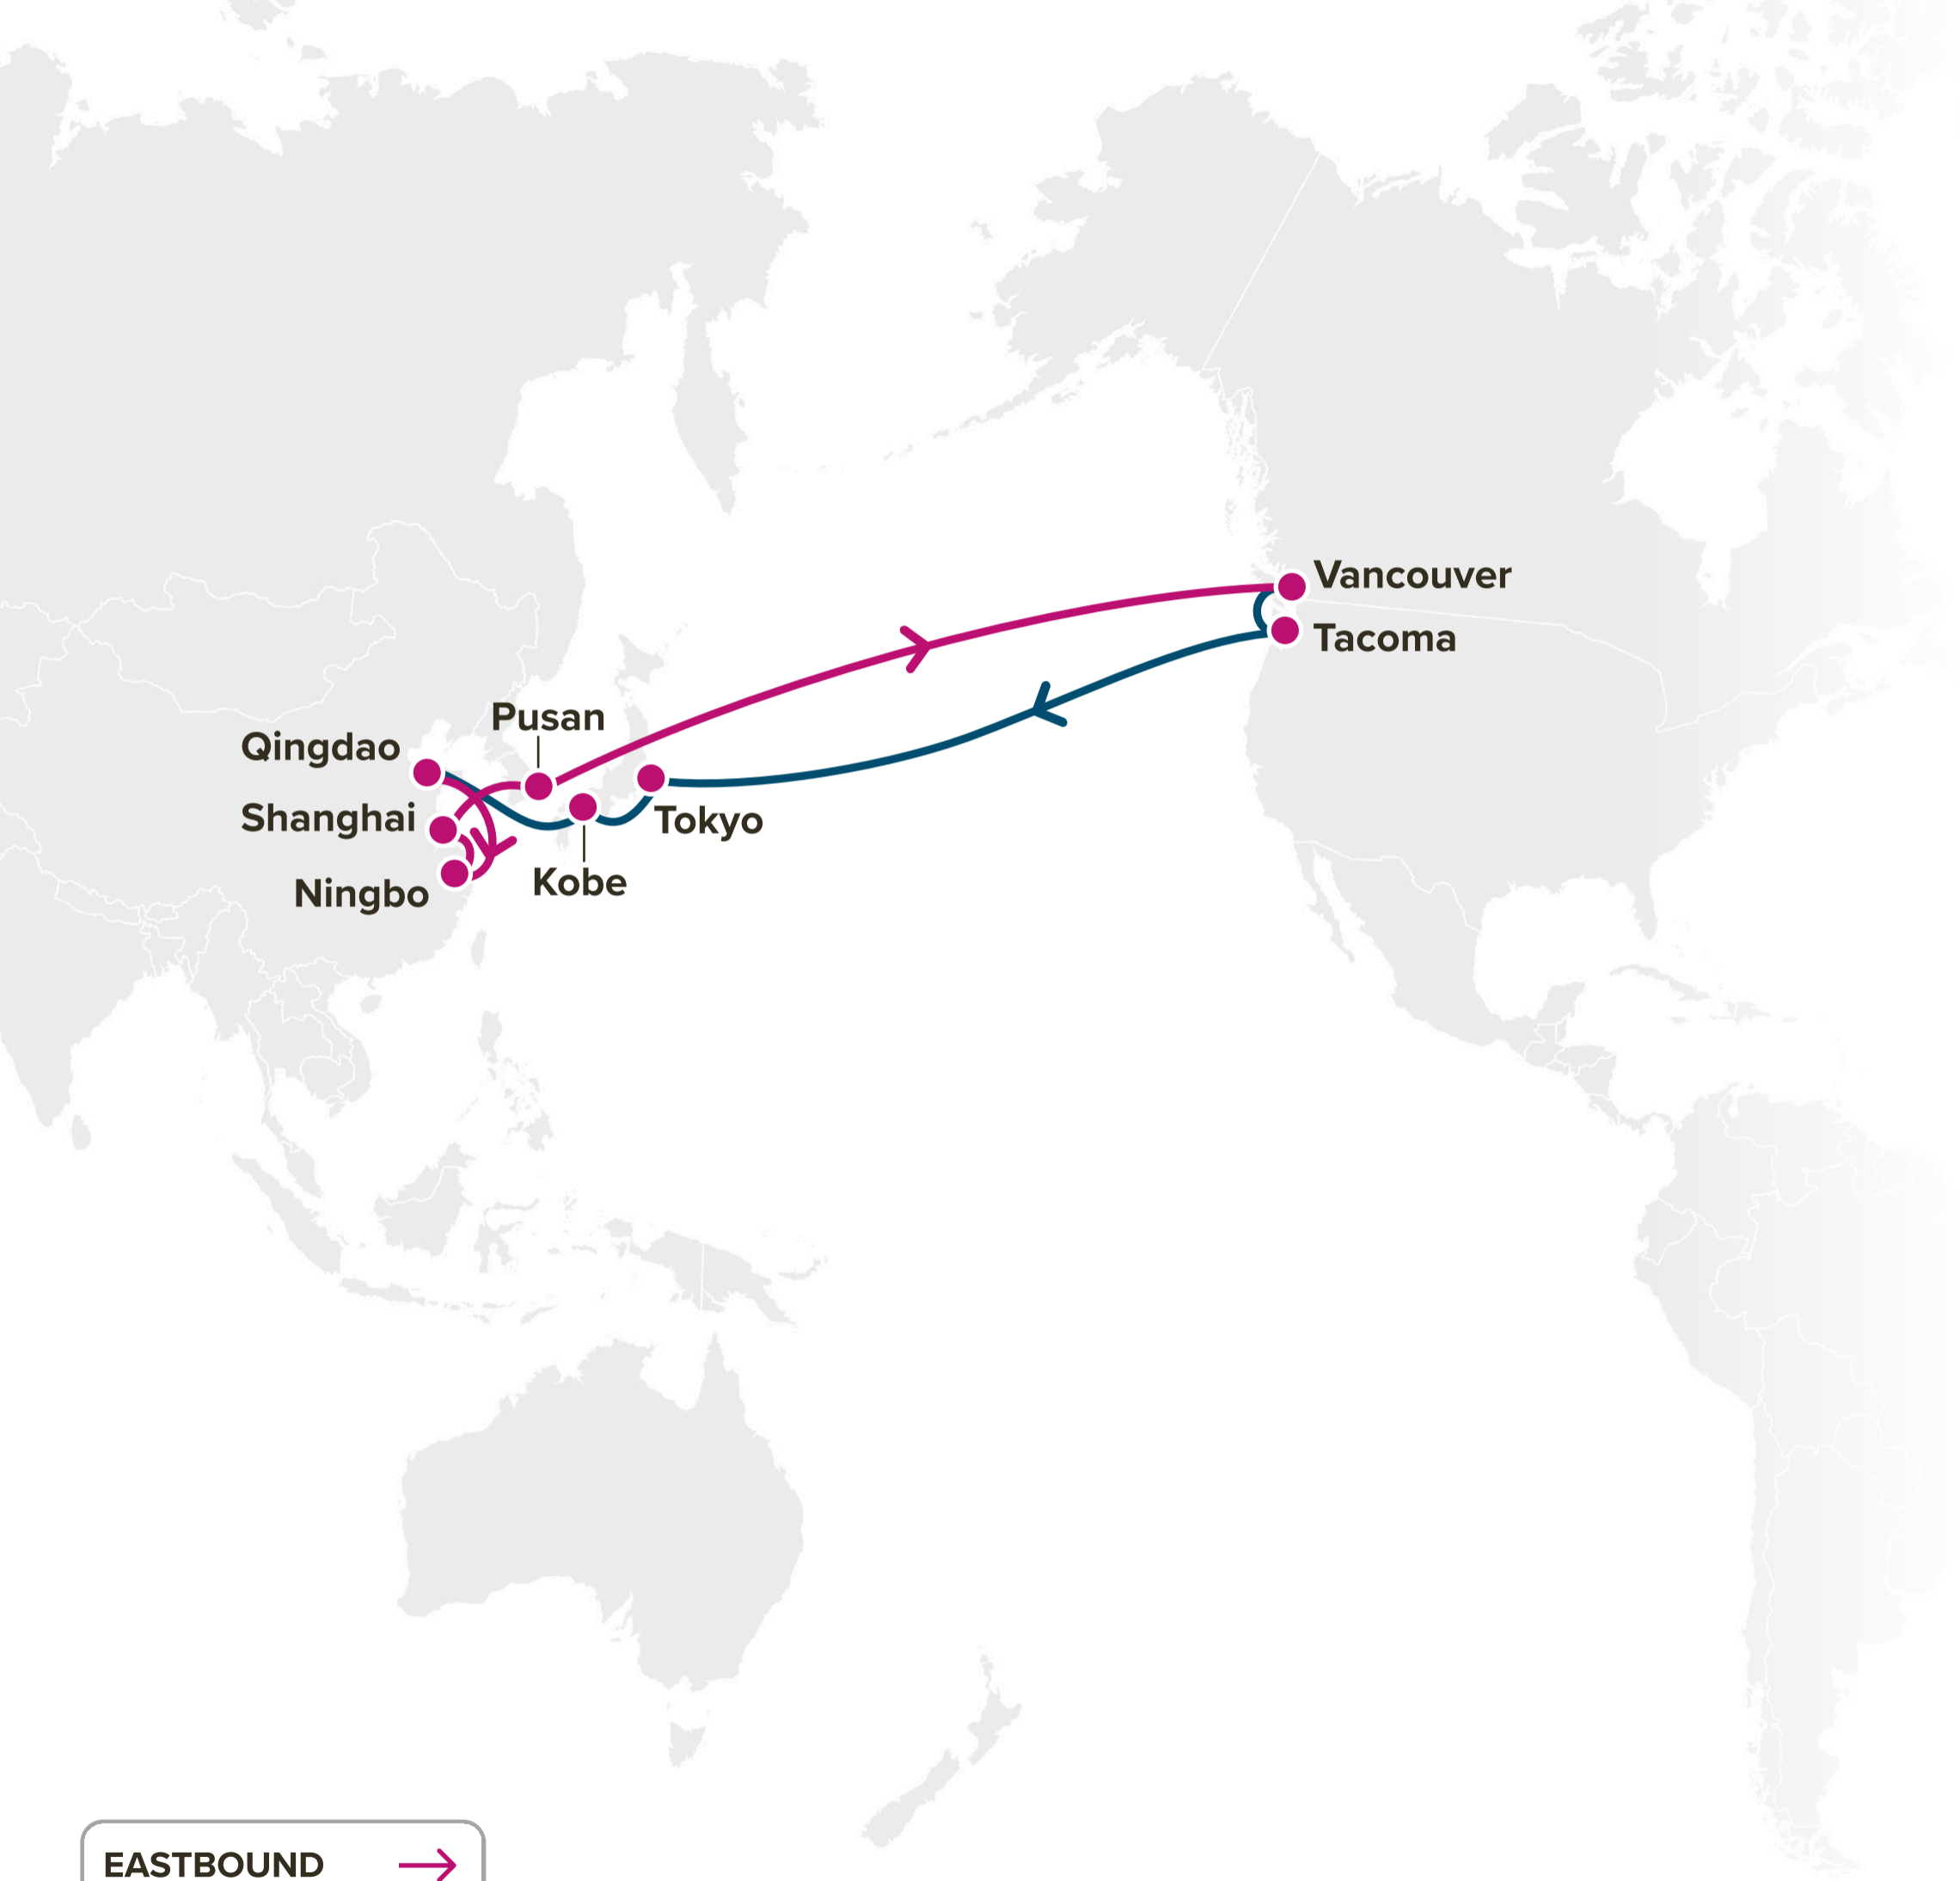 Vancouver
Tacoma
Pusan
Qingdao
Shanghai
Tokyo
Ningbo
Kobe
EASTBOUND